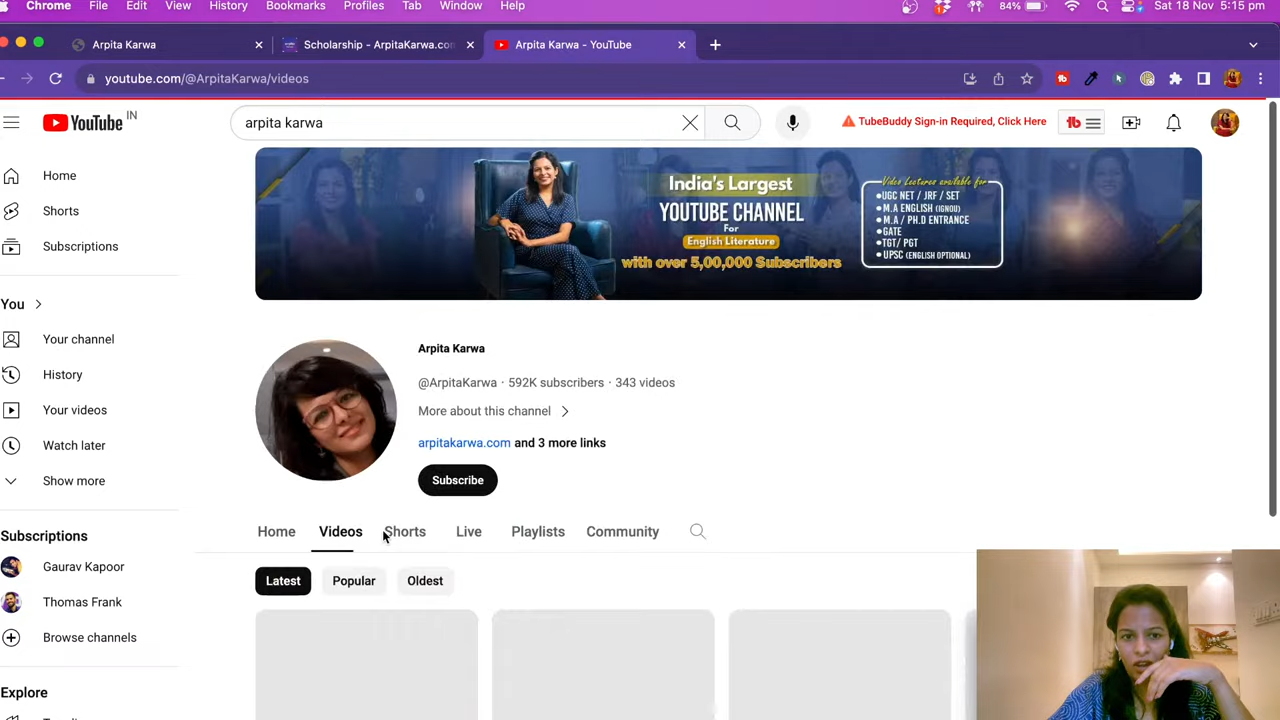 Chrome File Edit View History Bookmarks Profiles Tab Window Help 84% Sat 18 Nov 5:15 pm
Arpita Karwa
Scholarship - ArpitaKarwa.co
Arpita Karwa - YouTube
youtube.com/@ArpitaKarwa/videos
YouTube IN
arpita karwa
TubeBuddy Sign-in Required, Click Here
tb
Home
Shorts
Subscriptions
You
Your channel
History
Your videos
Watch later
Show more
Subscriptions
Gaurav Kapoor
Thomas Frank
Browse channels
Explore
India's Largest
YOUTUBE CHANNEL
For
English Literature
with over 5,00,000 Subscribers
Video Lectures available for
•UGC NET / JRF / SET
•M.A ENGLISH (IGNOU)
•M.A / PH.D ENTRANCE
•GATE
•TGT/ PGT
•UPSC (ENGLISH OPTIONAL)
Arpita Karwa
@ArpitaKarwa · 592K subscribers · 343 videos
More about this channel
arpitakarwa.com and 3 more links
Subscribe
Home Videos Shorts Live Playlists Community
Latest Popular Oldest